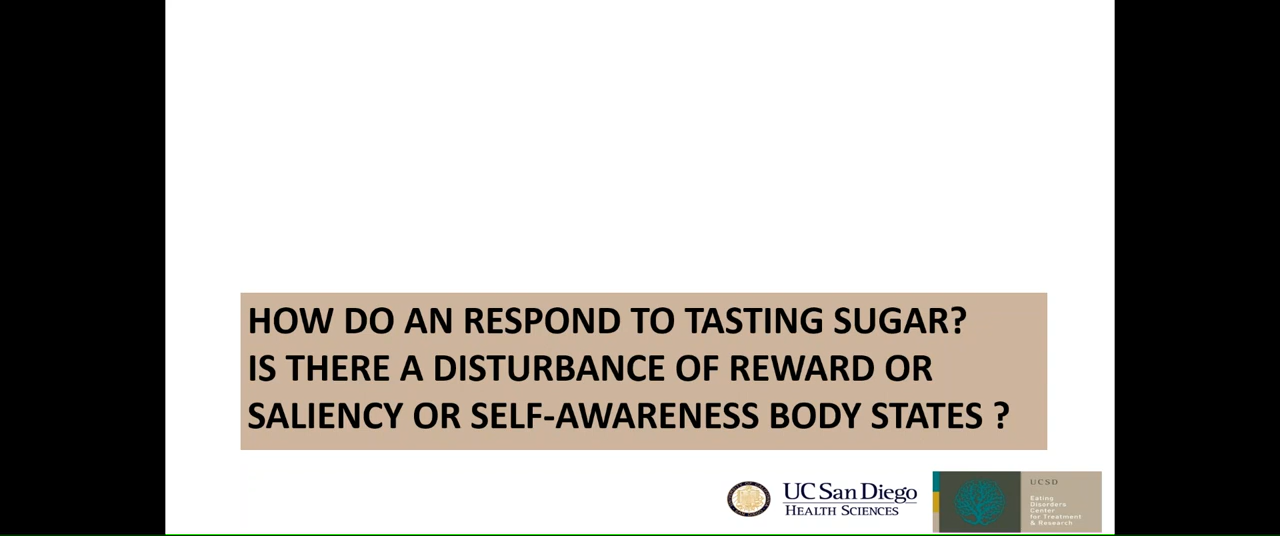 HOW DO AN RESPOND TO TASTING SUGAR?
IS THERE A DISTURBANCE OF REWARD OR
SALIENCY OR SELF-AWARENESS BODY STATES ?
UC San Diego
HEALTH SCIENCES
UCSD
Eating
Disorders
Center
for Treatment
& Research